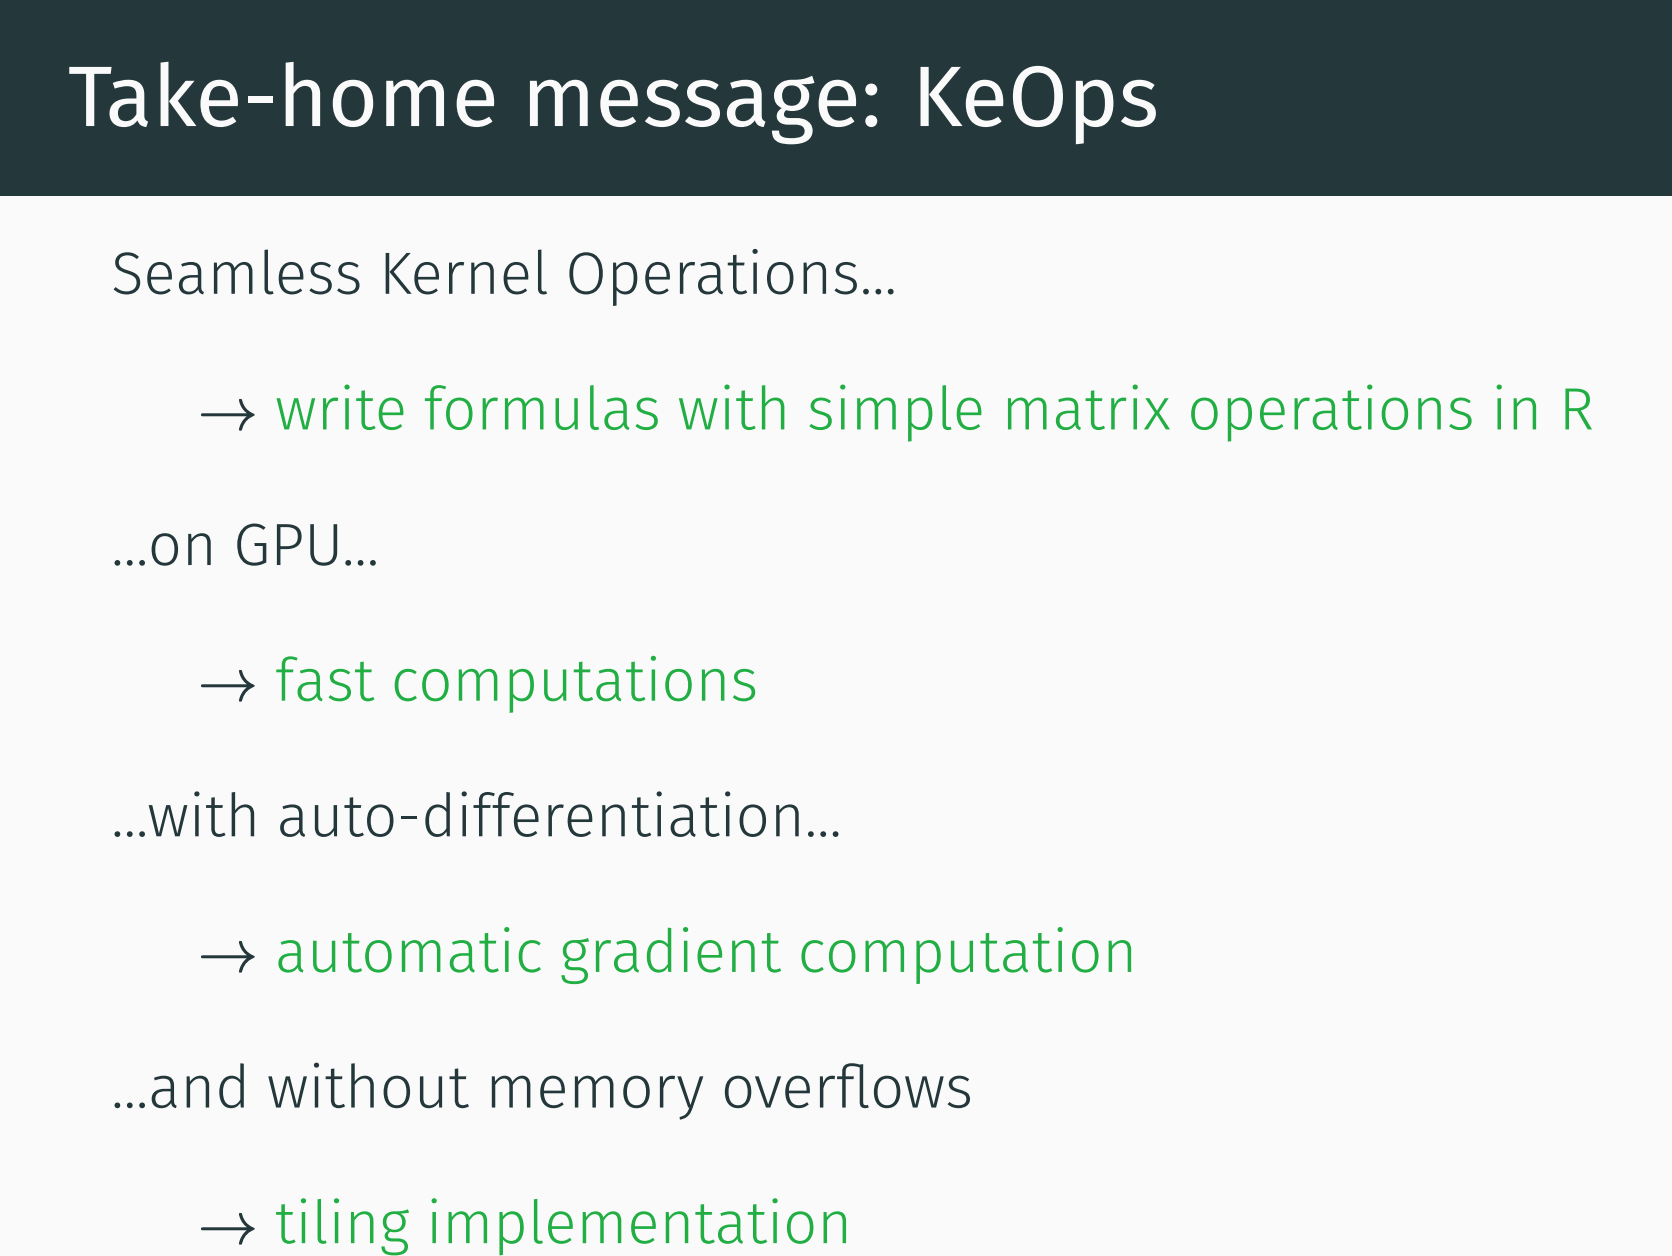 Take-home message: KeOps
Seamless Kernel Operations...
→ write formulas with simple matrix operations in R
...on GPU...
→ fast computations
...with auto-differentiation...
→ automatic gradient computation
...and without memory overflows
→ tiling implementation